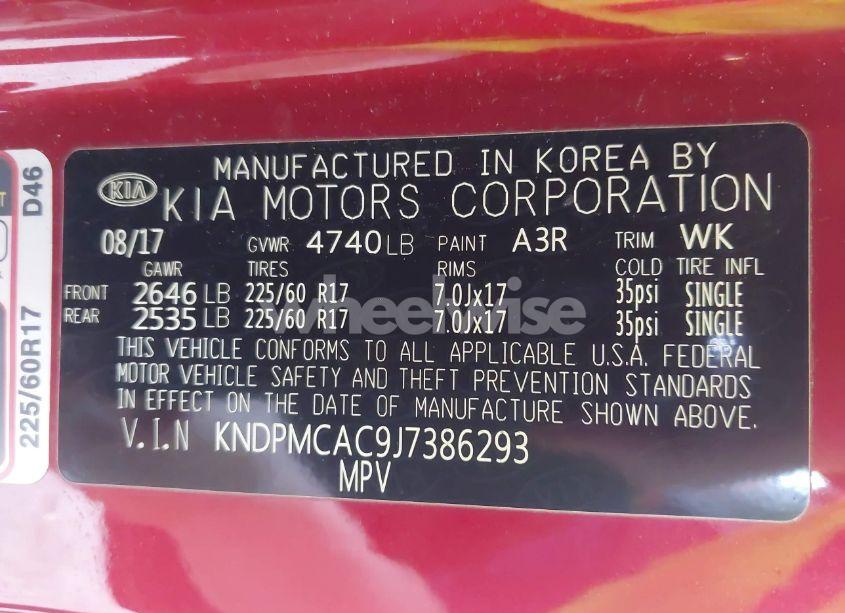 MANUFACTURED IN KOREA BY
KIA KIA MOTORS CORPORATION
08/17 GVWR 4740 LB PAINT A3R TRIM WK
GAWR TIRES RIMS COLD TIRE INFL
FRONT 2646 LB 225/60 R17 7.0Jx17 35psi SINGLE
REAR 2535 LB 225/60 R17 7.0Jx17 35psi SINGLE
THIS VEHICLE CONFORMS TO ALL APPLICABLE U.S.A. FEDERAL
MOTOR VEHICLE SAFETY AND THEFT PREVENTION STANDARDS
IN EFFECT ON THE DATE OF MANUFACTURE SHOWN ABOVE.
V.I.N KNDPMCAC9J7386293
MPV
225/60R17 D46
wheelwise